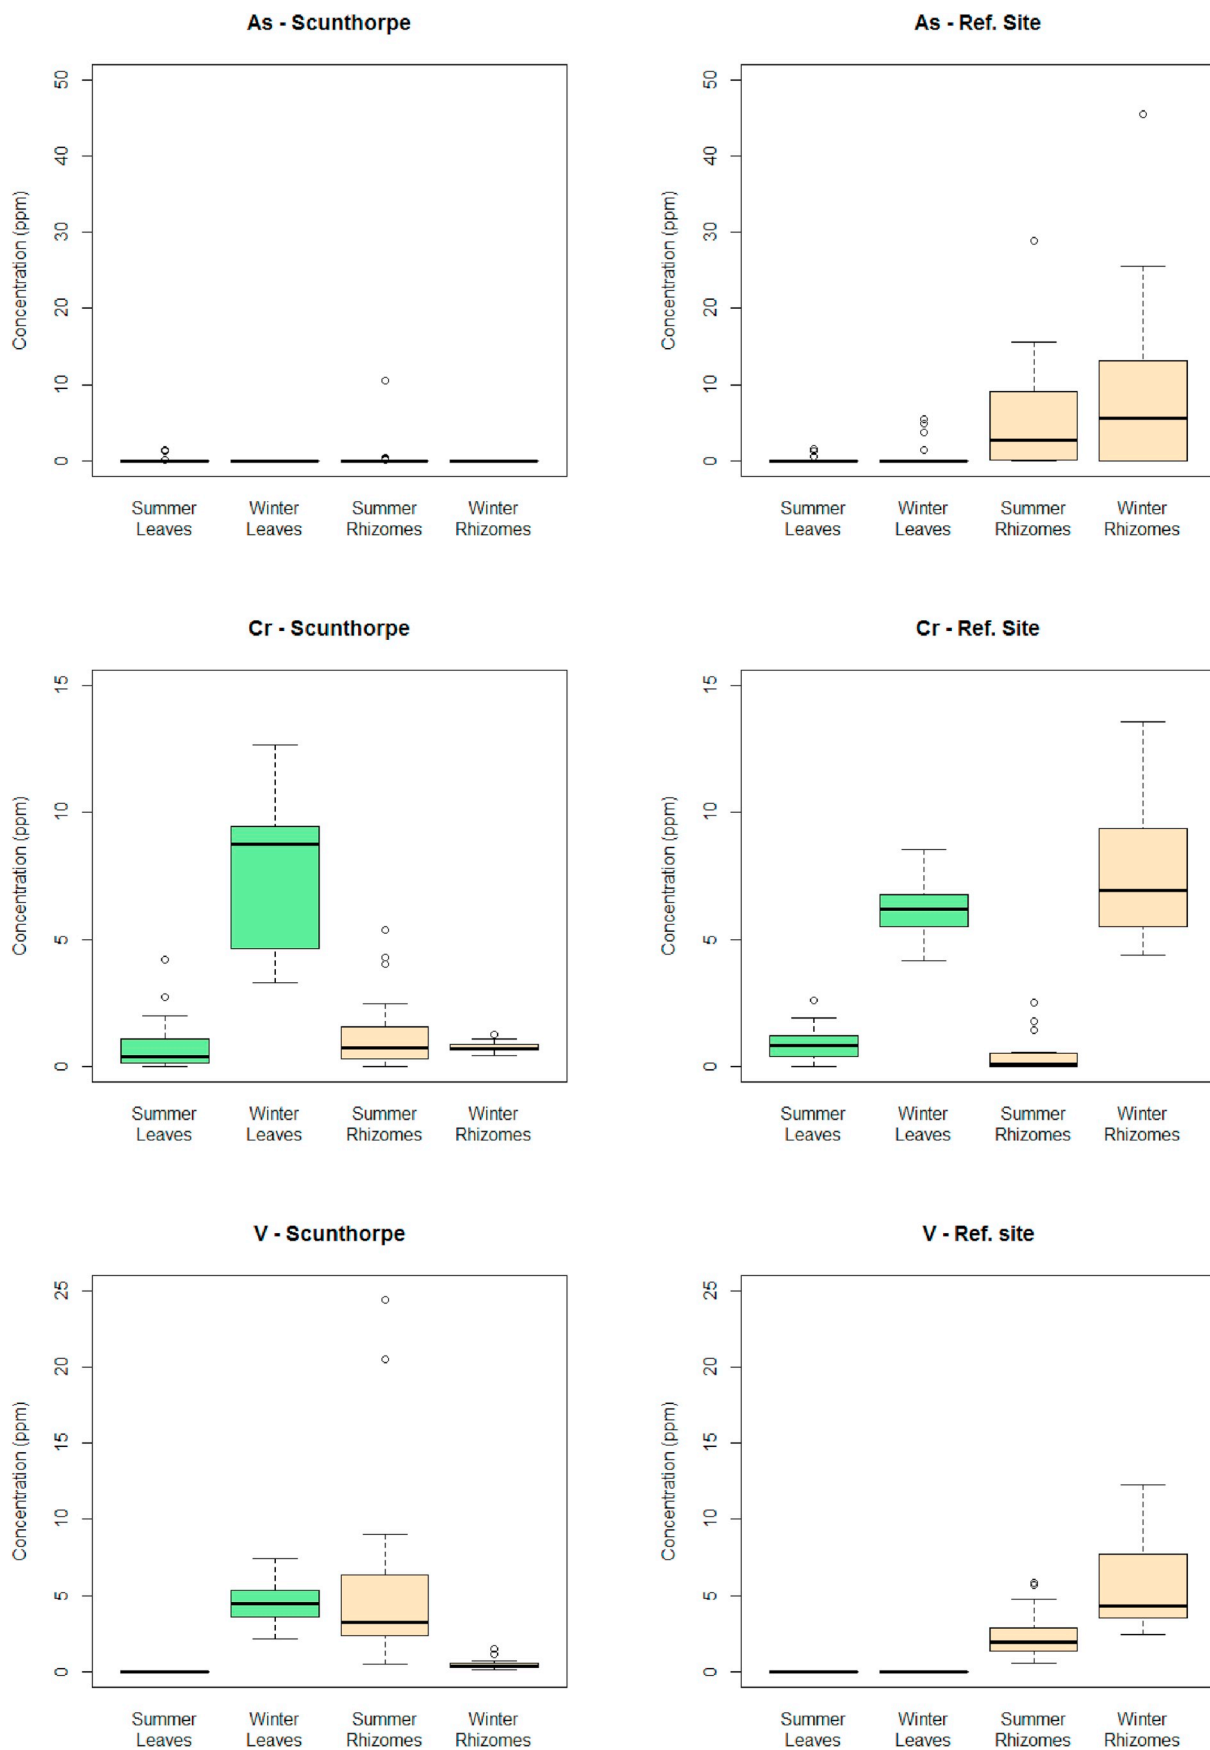 As - Scunthorpe
As - Ref. Site
Concentration (ppm)
50
40
30
20
10
0
Summer Leaves
Winter Leaves
Summer Rhizomes
Winter Rhizomes
Concentration (ppm)
50
40
30
20
10
0
Summer Leaves
Winter Leaves
Summer Rhizomes
Winter Rhizomes
Cr - Scunthorpe
Cr - Ref. Site
Concentration (ppm)
15
10
5
0
Summer Leaves
Winter Leaves
Summer Rhizomes
Winter Rhizomes
Concentration (ppm)
15
10
5
0
Summer Leaves
Winter Leaves
Summer Rhizomes
Winter Rhizomes
V - Scunthorpe
V - Ref. site
Concentration (ppm)
25
20
15
10
5
0
Summer Leaves
Winter Leaves
Summer Rhizomes
Winter Rhizomes
Concentration (ppm)
25
20
15
10
5
0
Summer Leaves
Winter Leaves
Summer Rhizomes
Winter Rhizomes